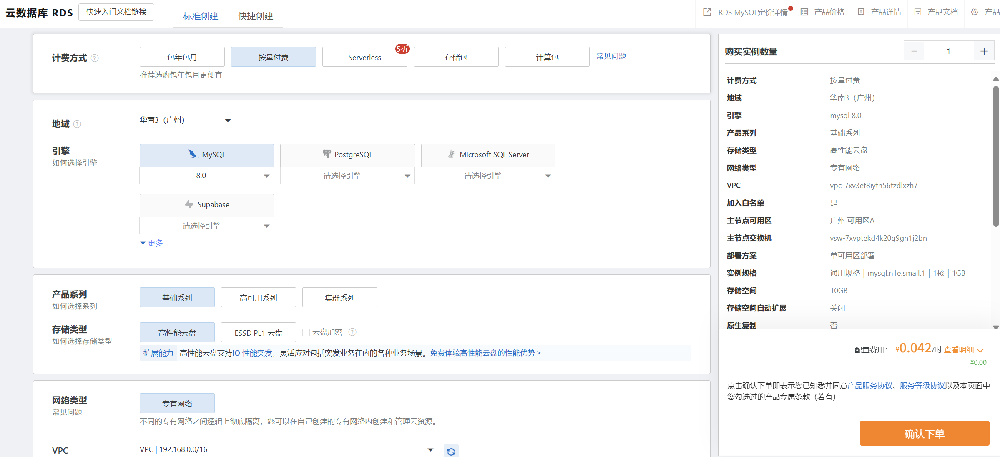 云数据库 RDS 快速入门文档链接 标准创建 快捷创建 RDS MySQL定价详情 产品价格 产品详情 产品文档 产品
计费方式
包年包月 按量付费 Serverless 5折 存储包 计算包 常见问题
推荐选购包年包月更便宜
地域 华南3（广州）
引擎
如何选择引擎
MySQL PostgreSQL Microsoft SQL Server
8.0 请选择引擎 请选择引擎
Supabase
请选择引擎
更多
产品系列
如何选择系列
基础系列 高可用系列 集群系列
存储类型
如何选择存储类型
高性能云盘 ESSD PL1 云盘 云盘加密
扩展能力 高性能云盘支持IO 性能突发，灵活应对包括突发业务在内的各种业务场景。免费体验高性能云盘的性能优势 >
网络类型
常见问题
专有网络
不同的专有网络之间逻辑上彻底隔离，您可以在自己创建的专有网络内创建和管理云资源。
VPC VPC | 192.168.0.0/16
购买实例数量 1
计费方式 按量付费
地域 华南3（广州）
引擎 mysql 8.0
产品系列 基础系列
存储类型 高性能云盘
网络类型 专有网络
VPC vpc-7xv3et8iyth56tzdlxzh7
加入白名单 是
主节点可用区 广州 可用区A
主节点交换机 vsw-7xvptekd4k20g9gn1j2bn
部署方案 单可用区部署
实例规格 通用规格 | mysql.n1e.small.1 | 1核 | 1GB
存储空间 10GB
存储空间自动扩展 关闭
原生复制 否
配置费用： ¥0.042/时 查看明细
-¥0.00
点击确认下单即表示您已知悉并同意产品服务协议、服务等级协议以及本页面中
您勾选过的产品专属条款（若有）
确认下单